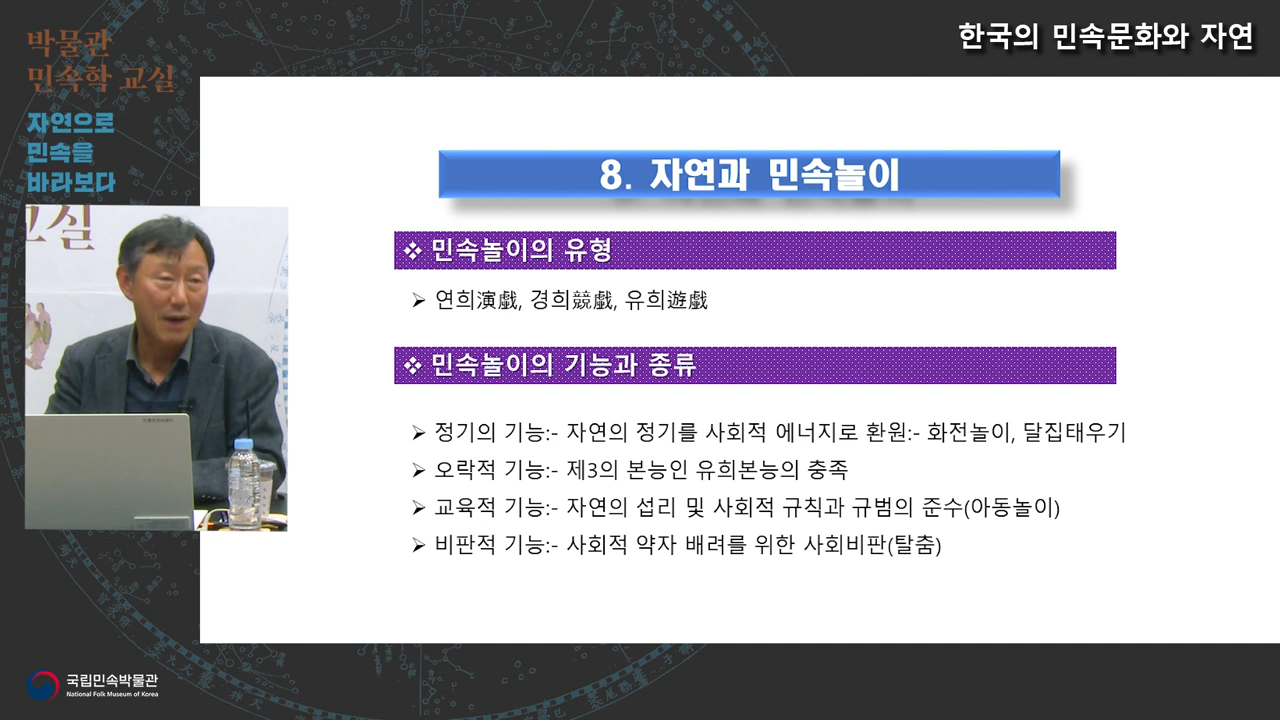 한국의 민속문화와 자연
박물관
민속학 교실
자연으로
민속을
바라보다
교실
8. 자연과 민속놀이
❖ 민속놀이의 유형
➢ 연희演戱, 경희競戱, 유희遊戱
❖ 민속놀이의 기능과 종류
➢ 정기의 기능:- 자연의 정기를 사회적 에너지로 환원:- 화전놀이, 달집태우기
➢ 오락적 기능:- 제3의 본능인 유희본능의 충족
➢ 교육적 기능:- 자연의 섭리 및 사회적 규칙과 규범의 준수(아동놀이)
➢ 비판적 기능:- 사회적 약자 배려를 위한 사회비판(탈춤)
국립민속박물관
National Folk Museum of Korea